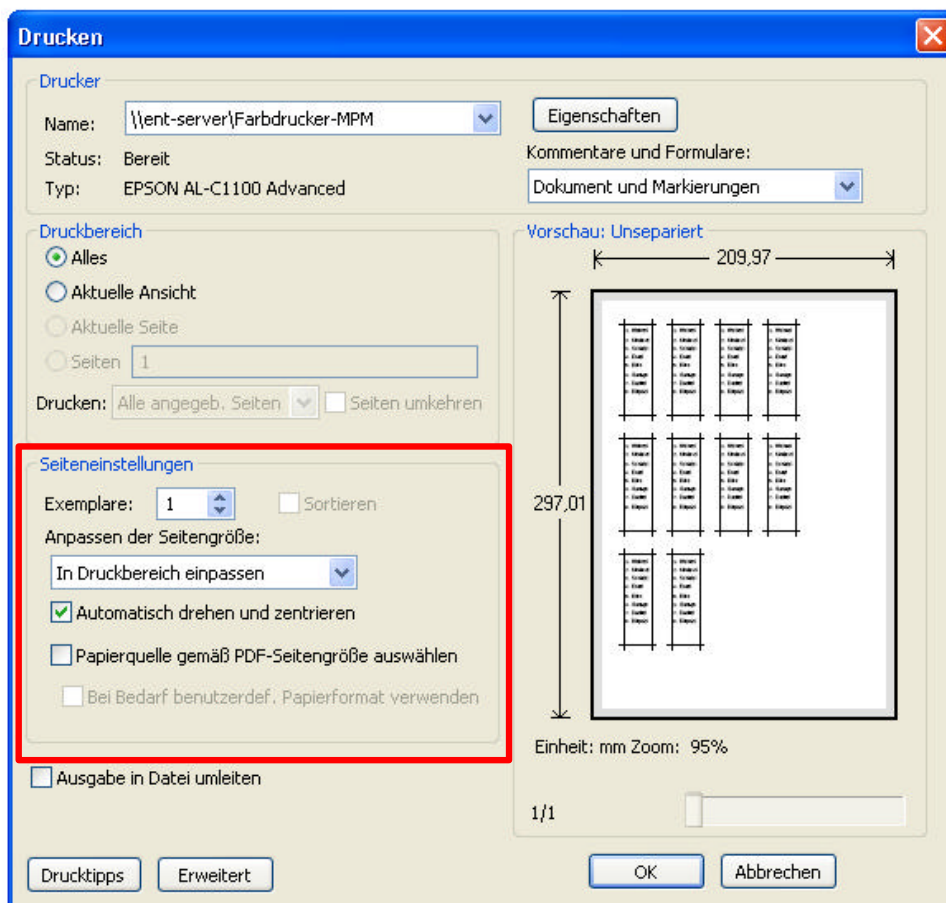 Drucken
Drucker
Name: \\ent-server\Farbdrucker-MPM
Eigenschaften
Status: Bereit
Kommentare und Formulare:
Typ: EPSON AL-C1100 Advanced
Dokument und Markierungen
Druckbereich
Alles
Aktuelle Ansicht
Aktuelle Seite
Seiten 1
Drucken: Alle angegeb. Seiten Seiten umkehren
Seiteneinstellungen
Exemplare: 1 Sortieren
Anpassen der Seitengröße:
In Druckbereich einpassen
Automatisch drehen und zentrieren
Papierquelle gemäß PDF-Seitengröße auswählen
Bei Bedarf benutzerdef. Papierformat verwenden
Ausgabe in Datei umleiten
Vorschau: Unsepariert
209,97
297,01
Einheit: mm Zoom: 95%
1/1
Drucktipps Erweitert OK Abbrechen